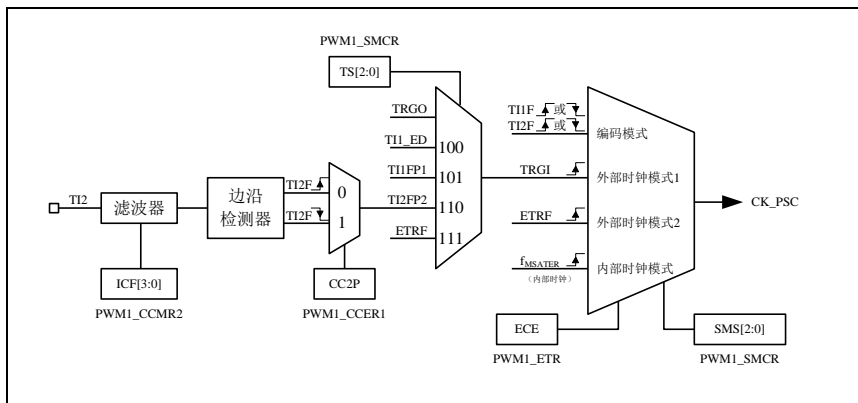 PWM1_SMCR
TS[2:0]
TRGO
TI1_ED
100
TI1FP1
101
TI2FP2
110
ETRF
111
TI2
滤波器
边沿
检测器
TI2F
0
TI2F
1
ICF[3:0]
PWM1_CCMR2
CC2P
PWM1_CCER1
TI1F 或
TI2F 或
编码模式
TRGI
外部时钟模式1
ETRF
外部时钟模式2
fMSATER
(内部时钟)
内部时钟模式
CK_PSC
ECE
PWM1_ETR
SMS[2:0]
PWM1_SMCR